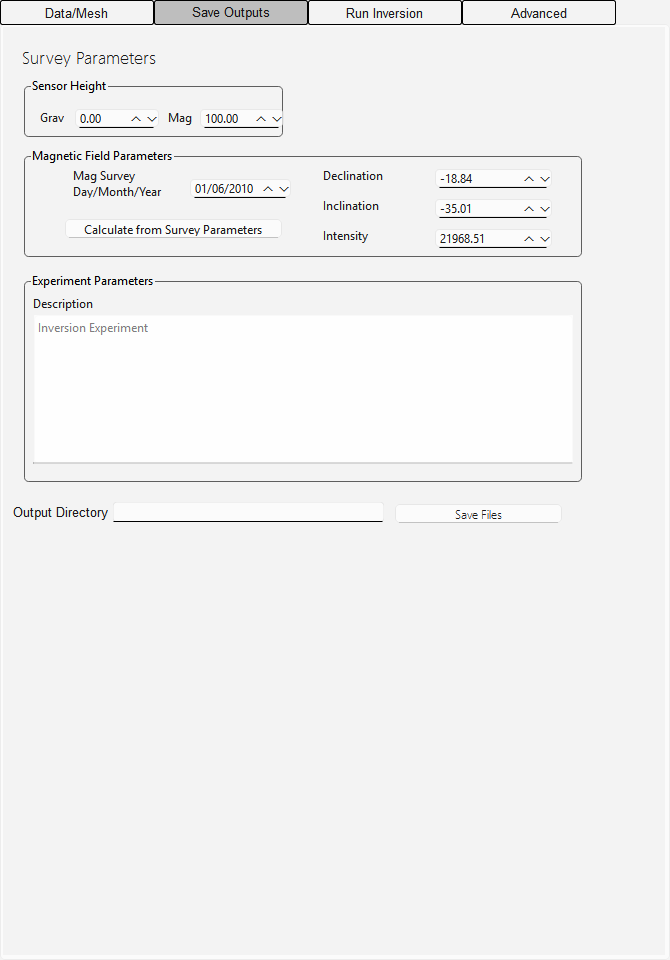 Data/Mesh Save Outputs Run Inversion Advanced
Survey Parameters
Sensor Height
Grav 0.00 Mag 100.00
Magnetic Field Parameters
Mag Survey
Day/Month/Year 01/06/2010
Calculate from Survey Parameters
Declination -18.84
Inclination -35.01
Intensity 21968.51
Experiment Parameters
Description
Inversion Experiment
Output Directory Save Files